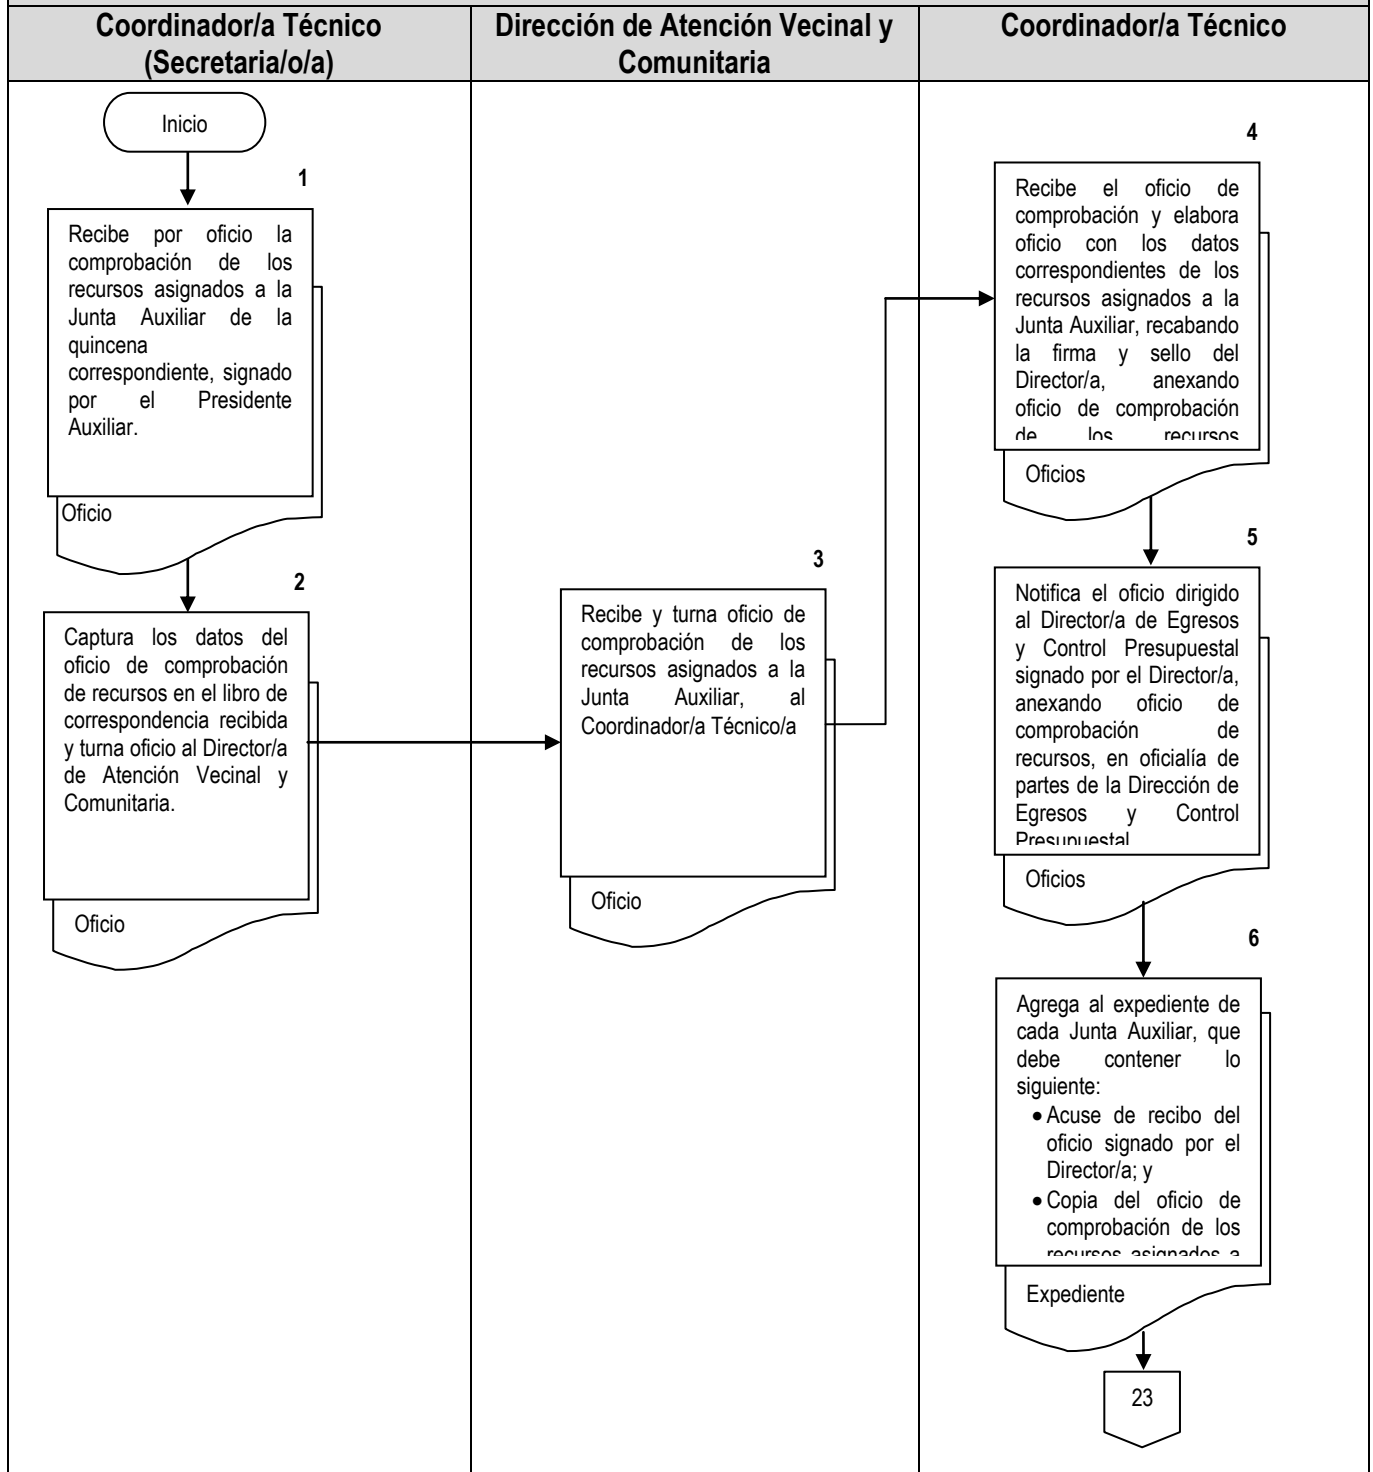 Coordinador/a Técnico
(Secretaria/o/a)
Dirección de Atención Vecinal y
Comunitaria
Coordinador/a Técnico
Inicio
1
Recibe por oficio la
comprobación de los
recursos asignados a la
Junta Auxiliar de la
quincena
correspondiente, signado
por el Presidente
Auxiliar.
Oficio
2
Captura los datos del
oficio de comprobación
de recursos en el libro de
correspondencia recibida
y turna oficio al Director/a
de Atención Vecinal y
Comunitaria.
Oficio
3
Recibe y turna oficio de
comprobación de los
recursos asignados a la
Junta Auxiliar, al
Coordinador/a Técnico/a
Oficio
4
Recibe el oficio de
comprobación y elabora
oficio con los datos
correspondientes de los
recursos asignados a la
Junta Auxiliar, recabando
la firma y sello del
Director/a, anexando
oficio de comprobación
de los recursos
Oficios
5
Notifica el oficio dirigido
al Director/a de Egresos
y Control Presupuestal
signado por el Director/a,
anexando oficio de
comprobación de
recursos, en oficialía de
partes de la Dirección de
Egresos y Control
Presupuestal
Oficios
6
Agrega al expediente de
cada Junta Auxiliar, que
debe contener lo
siguiente:
• Acuse de recibo del
oficio signado por el
Director/a; y
• Copia del oficio de
comprobación de los
recursos asignados a
Expediente
23